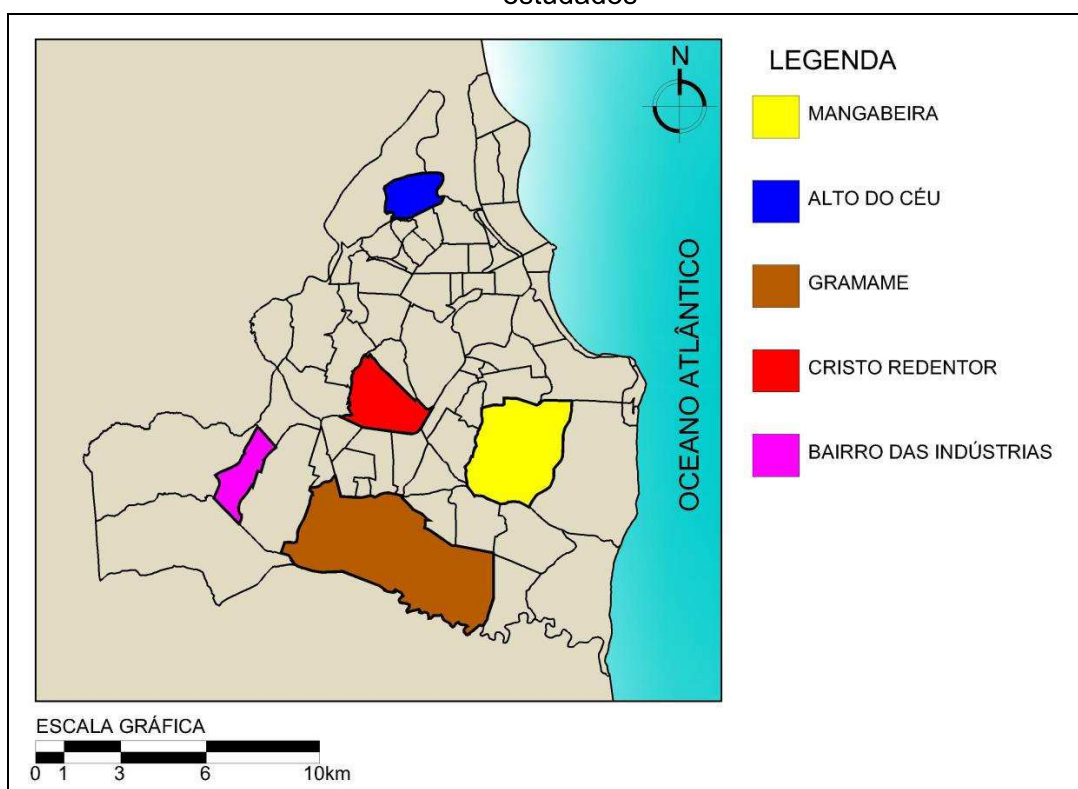 estudados
N
OCEANO ATLÂNTICO
LEGENDA
MANGABEIRA
ALTO DO CÉU
GRAMAME
CRISTO REDENTOR
BAIRRO DAS INDÚSTRIAS
ESCALA GRÁFICA
0 1 3 6 10km